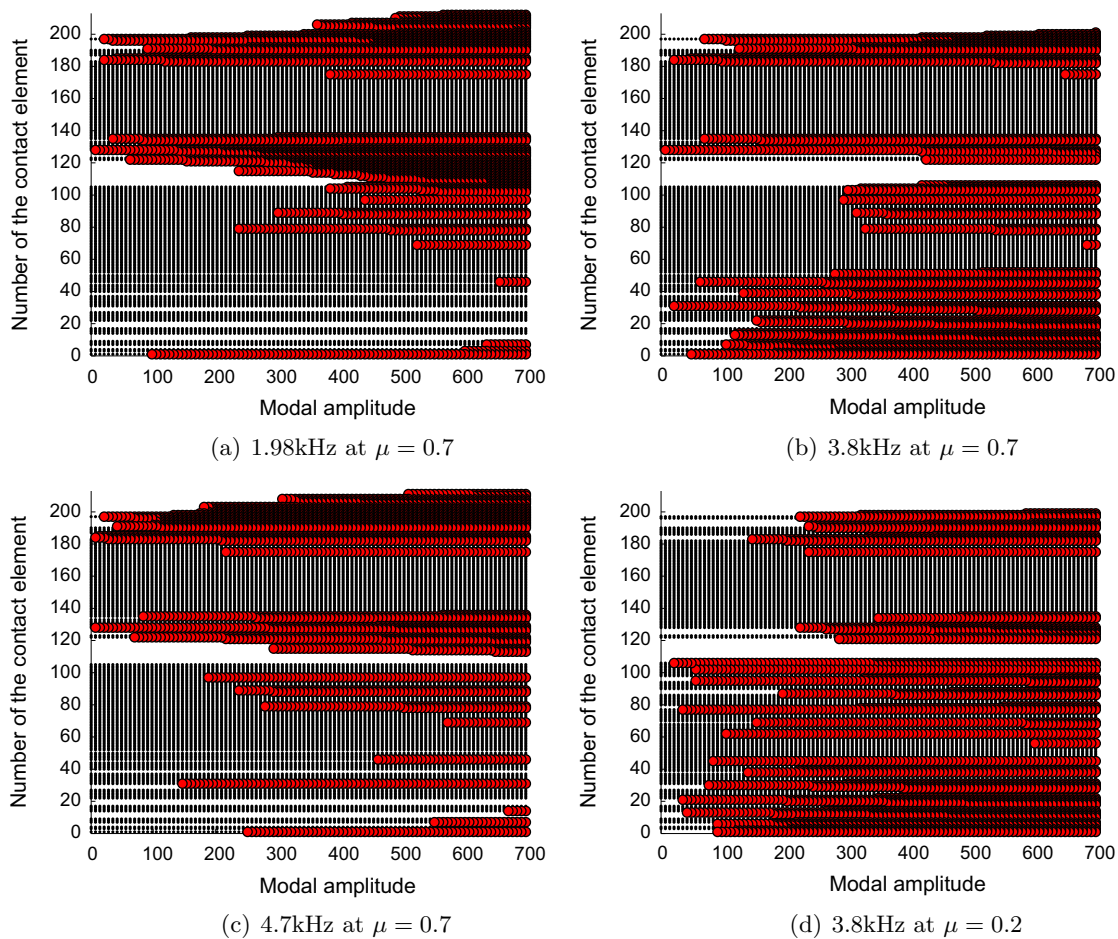 Number of the contact element
200
180
160
140
120
100
80
60
40
20
0
0 100 200 300 400 500 600 700
Modal amplitude
(a) 1.98kHz at μ = 0.7
Number of the contact element
200
180
160
140
120
100
80
60
40
20
0
0 100 200 300 400 500 600 700
Modal amplitude
(b) 3.8kHz at μ = 0.7
Number of the contact element
200
180
160
140
120
100
80
60
40
20
0
0 100 200 300 400 500 600 700
Modal amplitude
(c) 4.7kHz at μ = 0.7
Number of the contact element
200
180
160
140
120
100
80
60
40
20
0
0 100 200 300 400 500 600 700
Modal amplitude
(d) 3.8kHz at μ = 0.2